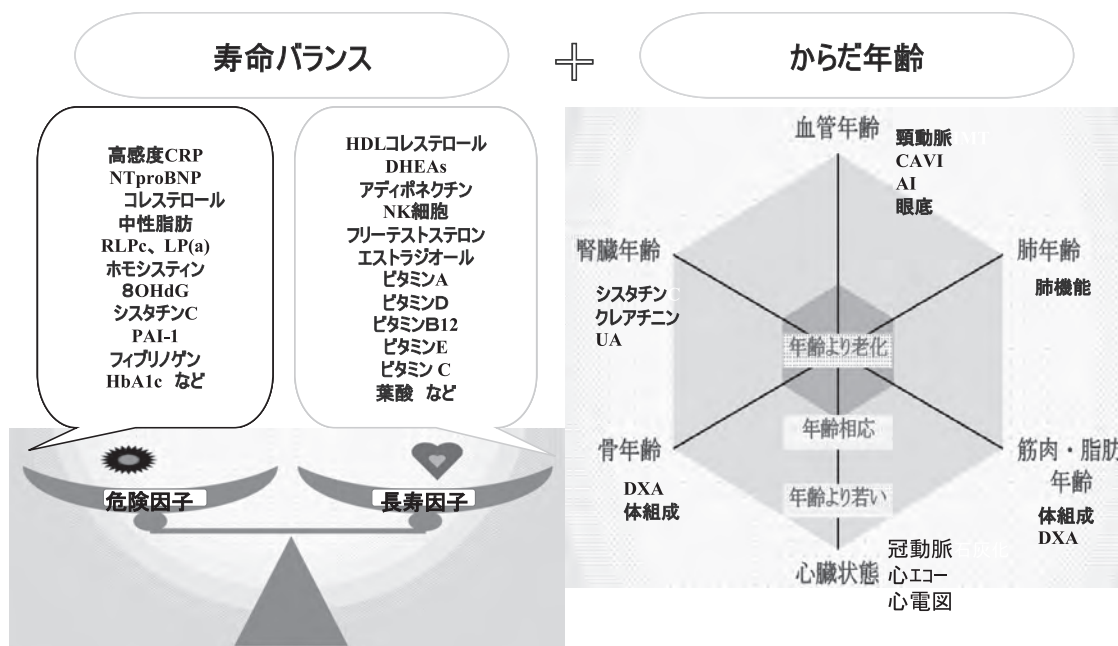 寿命バランス
からだ年齢
高感度CRP
NTproBNP
コレステロール
中性脂肪
RLPc、LP(a)
ホモシスティン
8OHdG
シスタチンC
PAI-1
フィブリノゲン
HbA1c など
危険因子
HDLコレステロール
DHEAs
アディポネクチン
NK細胞
フリーテストステロン
エストラジオール
ビタミンA
ビタミンD
ビタミンB12
ビタミンE
ビタミン C
葉酸 など
長寿因子
血管年齢
頸動脈IMT
CAVI
AI
眼底
腎臓年齢
シスタチンC
クレアチニン
UA
肺年齢
肺機能
年齢より老化
年齢相応
年齢より若い
骨年齢
DXA
体組成
筋肉・脂肪
年齢
体組成
DXA
心臓状態
冠動脈石灰化
心エコー
心電図